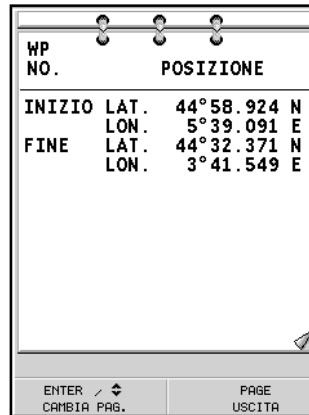 WP
NO. POSIZIONE
INIZIO LAT. 44°58.924 N
LON. 5°39.091 E
FINE LAT. 44°32.371 N
LON. 3°41.549 E
ENTER / ◆ PAGE
CAMBIA PAG. USCITA